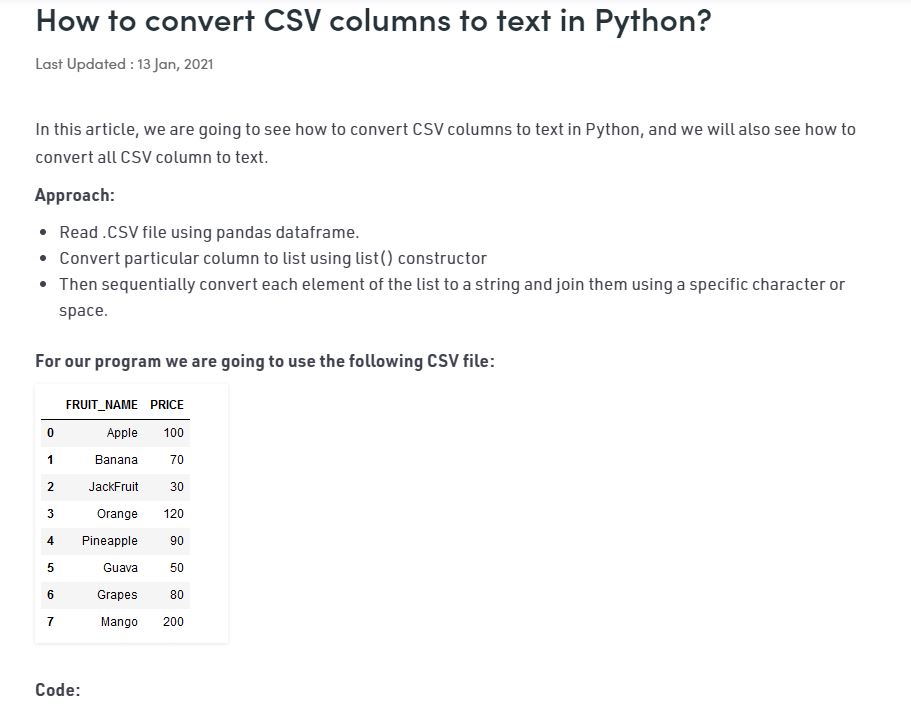 How to convert CSV columns to text in Python?
Last Updated : 13 Jan, 2021
In this article, we are going to see how to convert CSV columns to text in Python, and we will also see how to
convert all CSV column to text.
Approach:
• Read .CSV file using pandas dataframe.
• Convert particular column to list using list() constructor
• Then sequentially convert each element of the list to a string and join them using a specific character or
space.
For our program we are going to use the following CSV file:
FRUIT_NAME PRICE
0 Apple 100
1 Banana 70
2 JackFruit 30
3 Orange 120
4 Pineapple 90
5 Guava 50
6 Grapes 80
7 Mango 200
Code: